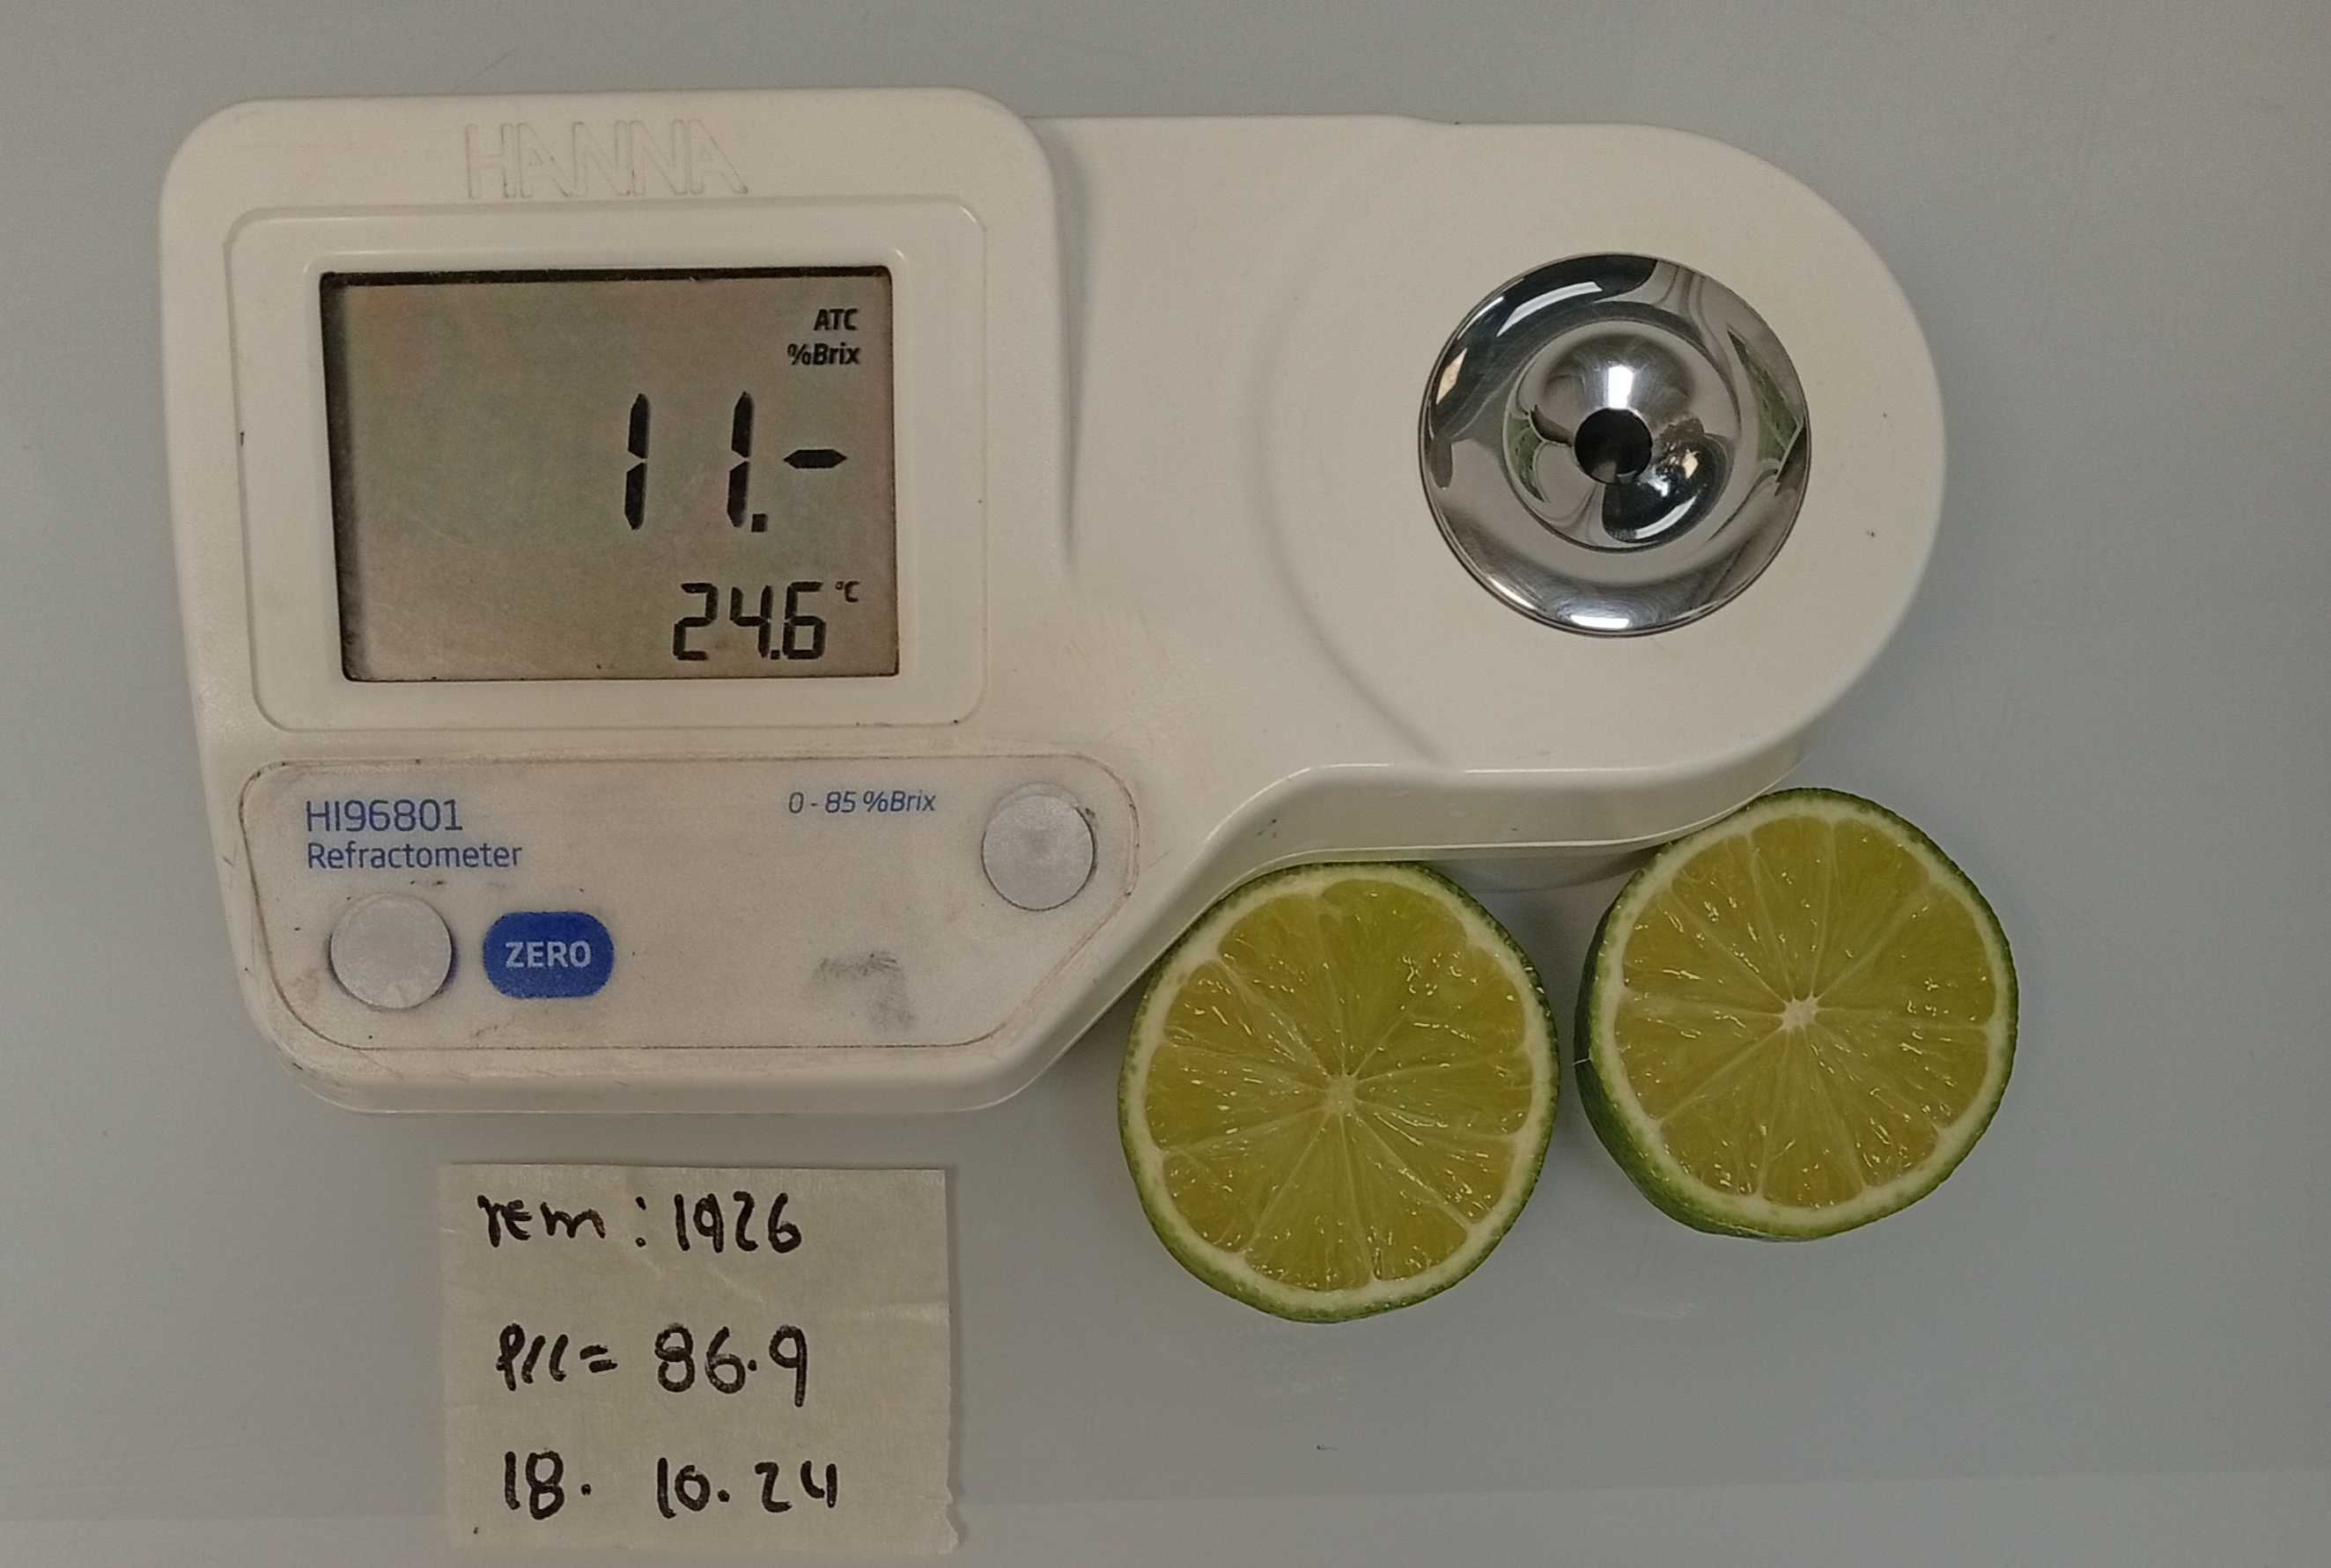 HANNA
ATC
%Brix
11.-
24.6 °C
HI96801
0 - 85 %Brix
Refractometer
ZERO
rem: 1926
= 86.9
18. 10. 24